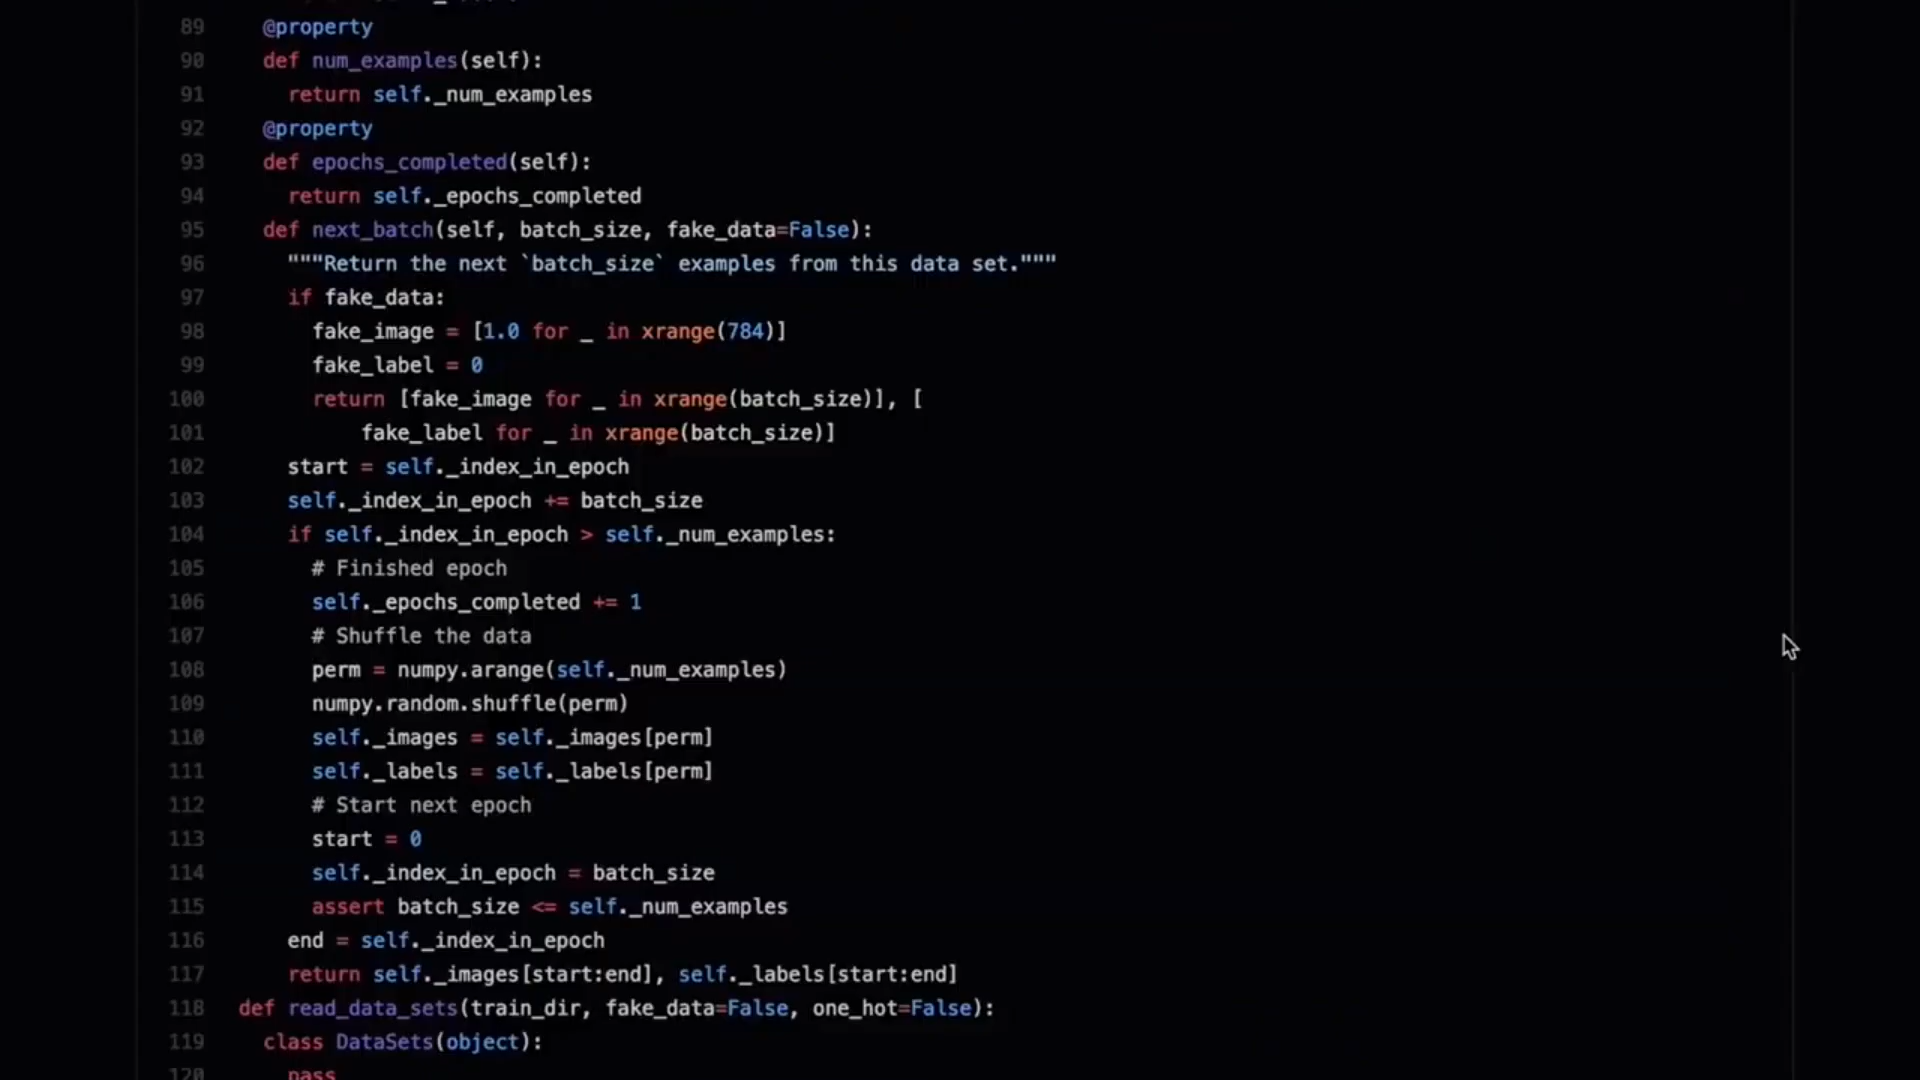 89 @property
90 def num_examples(self):
91 return self._num_examples
92 @property
93 def epochs_completed(self):
94 return self._epochs_completed
95 def next_batch(self, batch_size, fake_data=False):
96 """Return the next `batch_size` examples from this data set."""
97 if fake_data:
98 fake_image = [1.0 for _ in xrange(784)]
99 fake_label = 0
100 return [fake_image for _ in xrange(batch_size)], [
101 fake_label for _ in xrange(batch_size)]
102 start = self._index_in_epoch
103 self._index_in_epoch += batch_size
104 if self._index_in_epoch > self._num_examples:
105 # Finished epoch
106 self._epochs_completed += 1
107 # Shuffle the data
108 perm = numpy.arange(self._num_examples)
109 numpy.random.shuffle(perm)
110 self._images = self._images[perm]
111 self._labels = self._labels[perm]
112 # Start next epoch
113 start = 0
114 self._index_in_epoch = batch_size
115 assert batch_size <= self._num_examples
116 end = self._index_in_epoch
117 return self._images[start:end], self._labels[start:end]
118 def read_data_sets(train_dir, fake_data=False, one_hot=False):
119 class DataSets(object):
120 pass